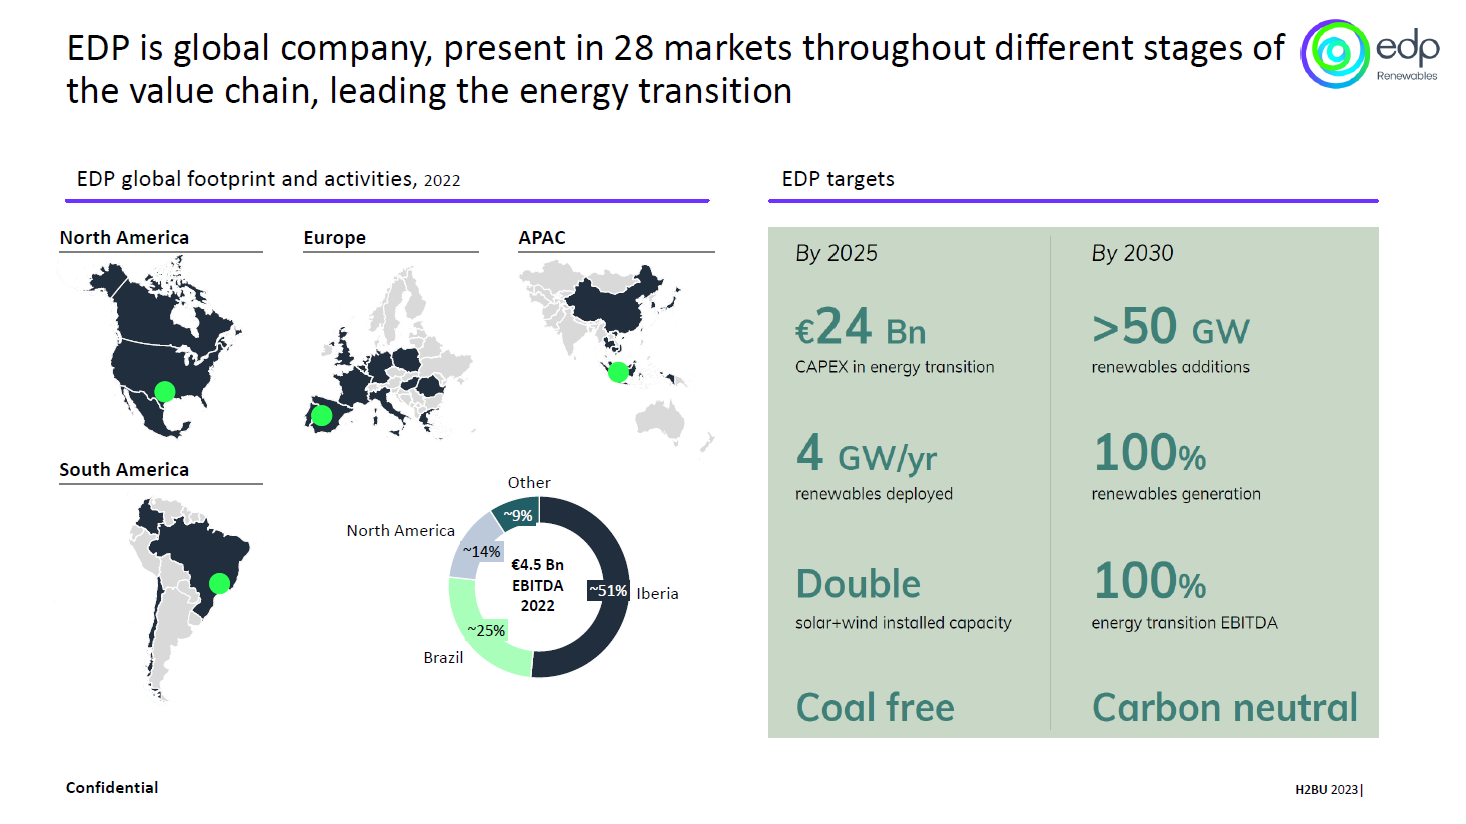 EDP is global company, present in 28 markets throughout different stages of
the value chain, leading the energy transition
edp
Renewables
EDP global footprint and activities, 2022
North America
Europe
APAC
South America
Other
~9%
North America
~14%
€4.5 Bn
EBITDA
2022
~51%
Iberia
~25%
Brazil
EDP targets
By 2025
€24 Bn
CAPEX in energy transition
4 GW/yr
renewables deployed
Double
solar+wind installed capacity
Coal free
By 2030
>50 GW
renewables additions
100%
renewables generation
100%
energy transition EBITDA
Carbon neutral
Confidential
H2BU 2023|